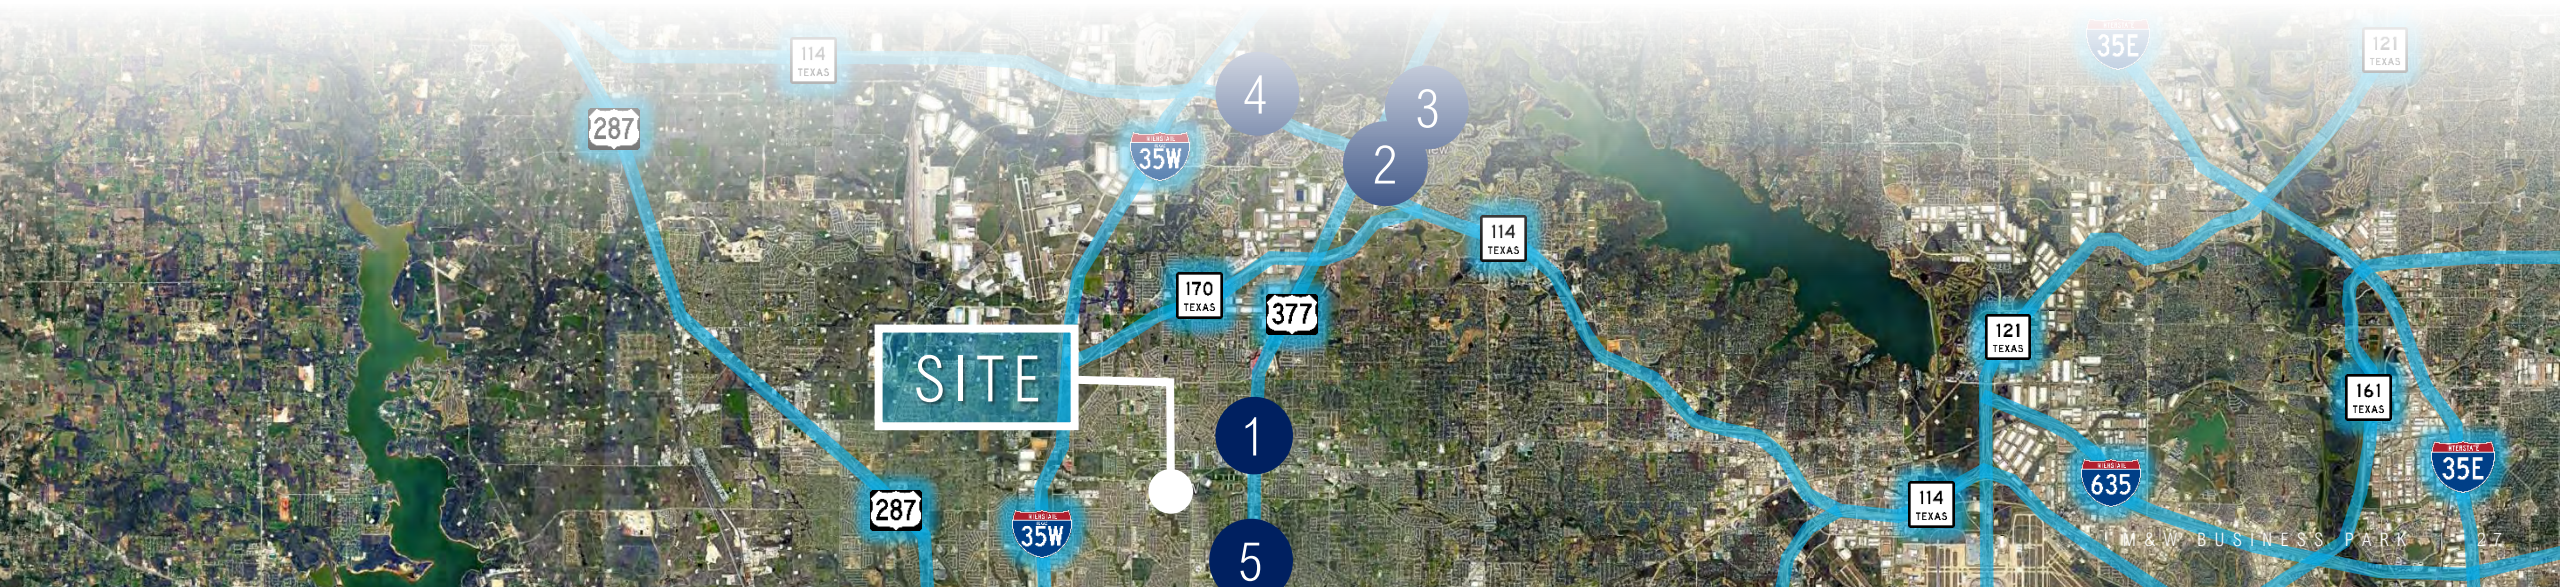 35E
121
TEXAS
114
TEXAS
4
3
287
35W
2
114
TEXAS
170
TEXAS
377
121
TEXAS
SITE
161
TEXAS
1
INTERSTATE
35E
635
114
TEXAS
287
35W
M&W BUSINESS PARK | 27
5